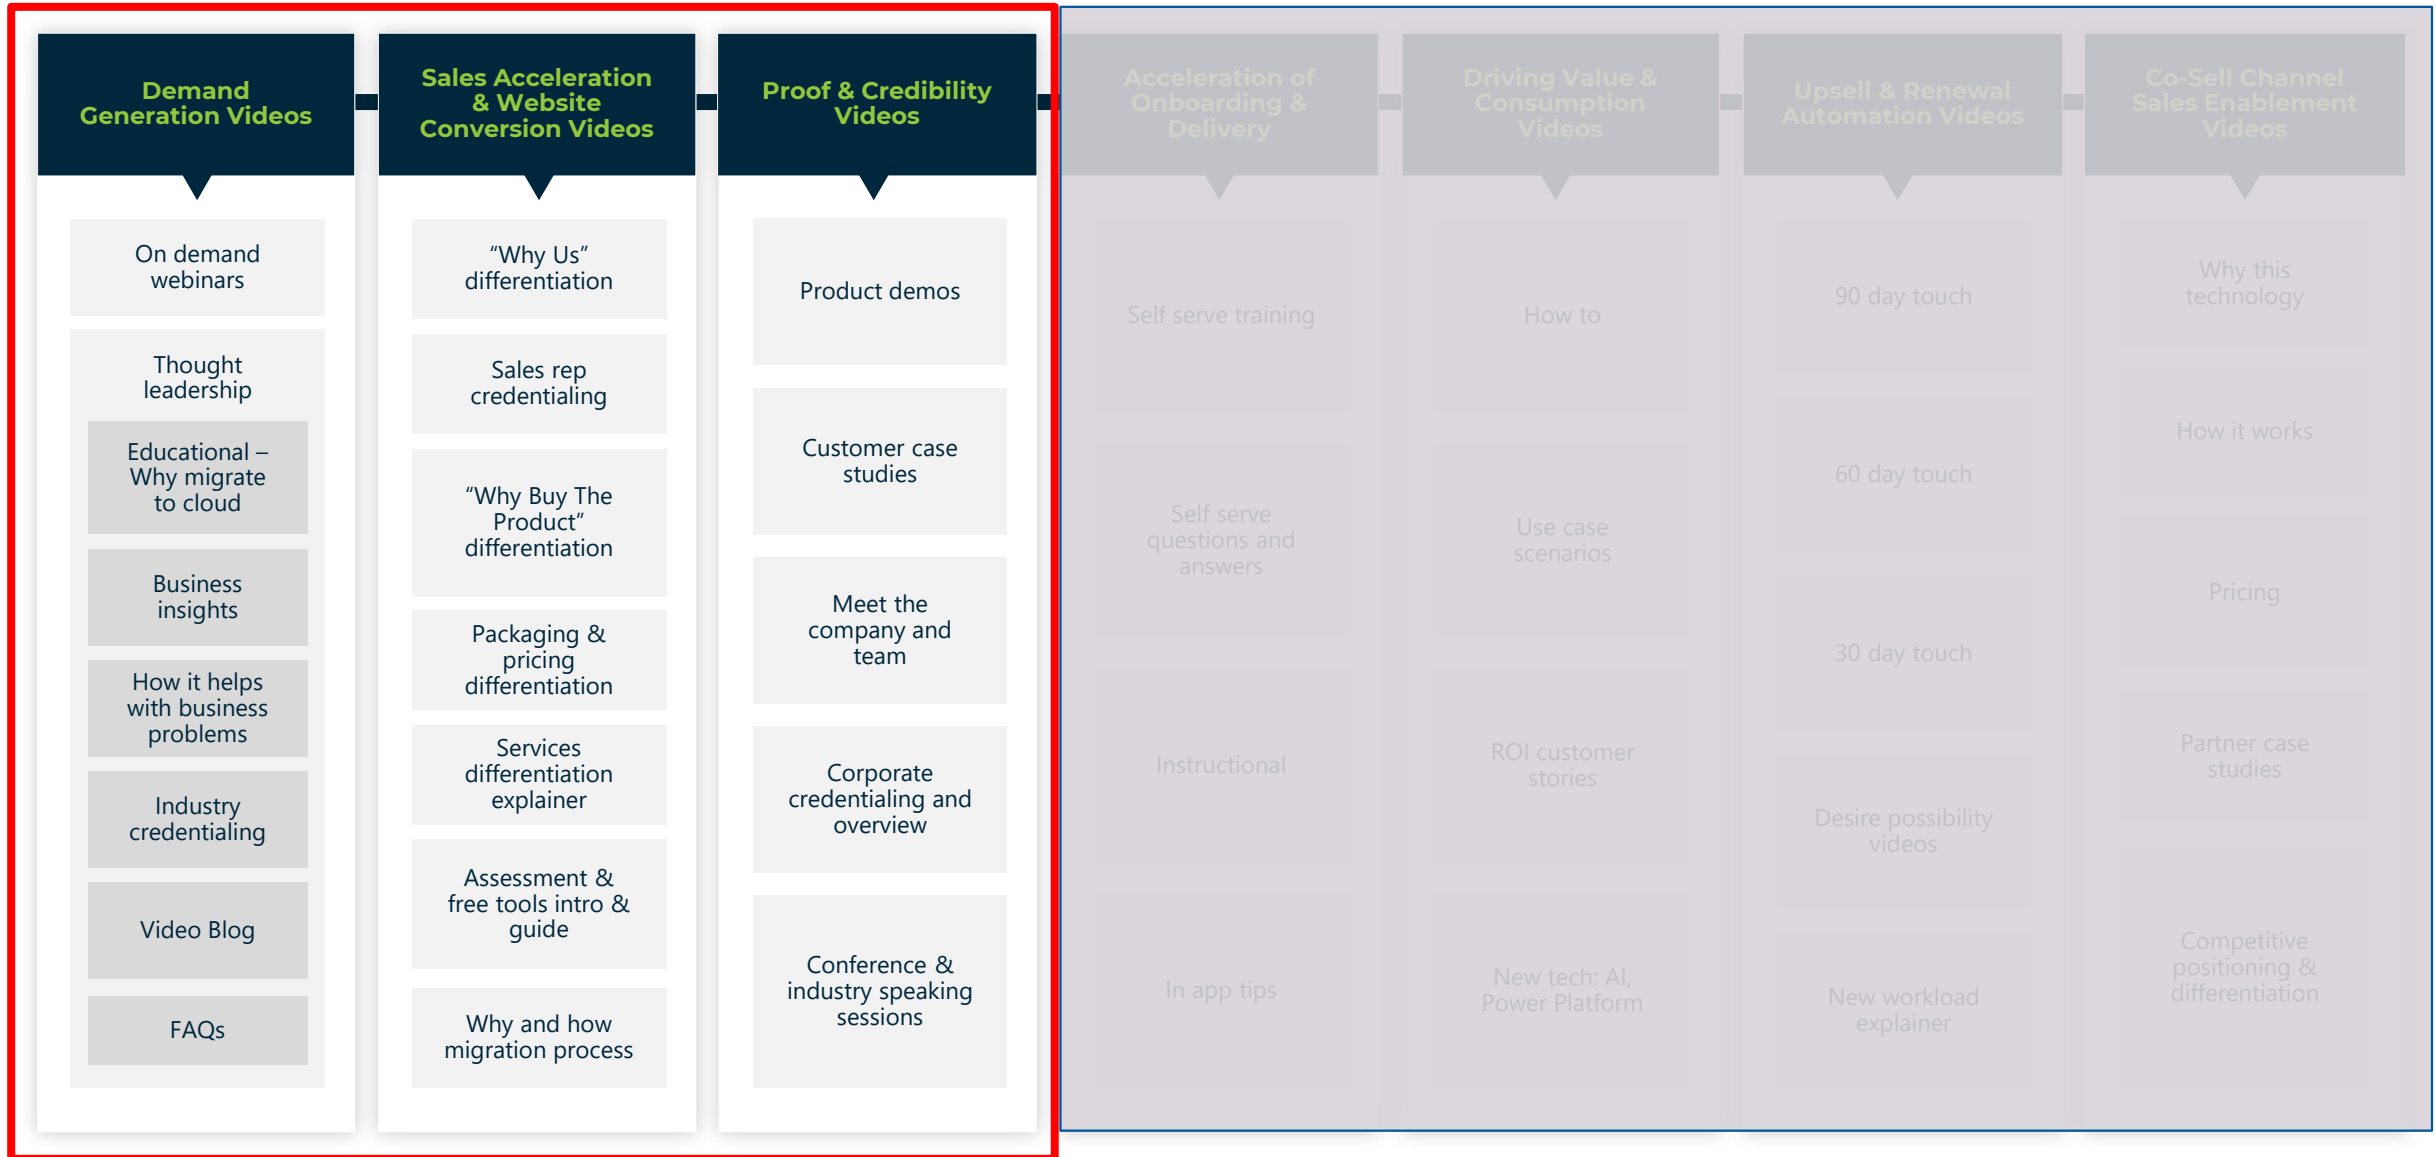 Demand
Generation Videos
On demand
webinars
Thought
leadership
Educational –
Why migrate
to cloud
Business
insights
How it helps
with business
problems
Industry
credentialing
Video Blog
FAQs
Sales Acceleration
& Website
Conversion Videos
“Why Us”
differentiation
Sales rep
credentialing
“Why Buy The
Product”
differentiation
Packaging &
pricing
differentiation
Services
differentiation
explainer
Assessment &
free tools intro &
guide
Why and how
migration process
Proof & Credibility
Videos
Product demos
Customer case
studies
Meet the
company and
team
Corporate
credentialing and
overview
Conference &
industry speaking
sessions
Acceleration of
Onboarding &
Delivery
Self serve training
Self serve
questions and
answers
Instructional
In app tips
Driving Value &
Consumption
Videos
How to
Use case
scenarios
ROI customer
stories
New tech: AI,
Power Platform
Upsell & Renewal
Automation Videos
90 day touch
60 day touch
30 day touch
Desire possibility
videos
New workload
explainer
Co-Sell Channel
Sales Enablement
Videos
Why this
technology
How it works
Pricing
Partner case
studies
Competitive
positioning &
differentiation